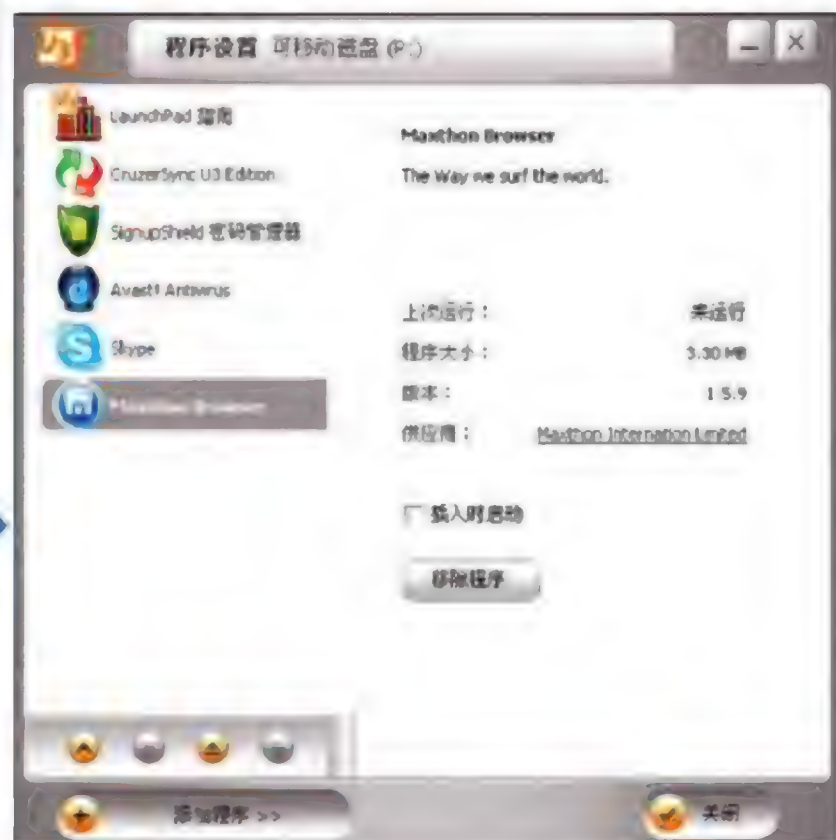 程序设置 可移动磁盘 (P:)
LaunchPad 指南
CruzerSync U3 Edition
SignupShield 密码管理器
Avast! Antivirus
Skype
Maxthon Browser
Maxthon Browser
The Way we surf the world.
上次运行： 未运行
程序大小： 3.30 MB
版本： 1.5.9
供应商： Maxthon Internation Limited
插入时启动
移除程序
添加程序 >>
关闭